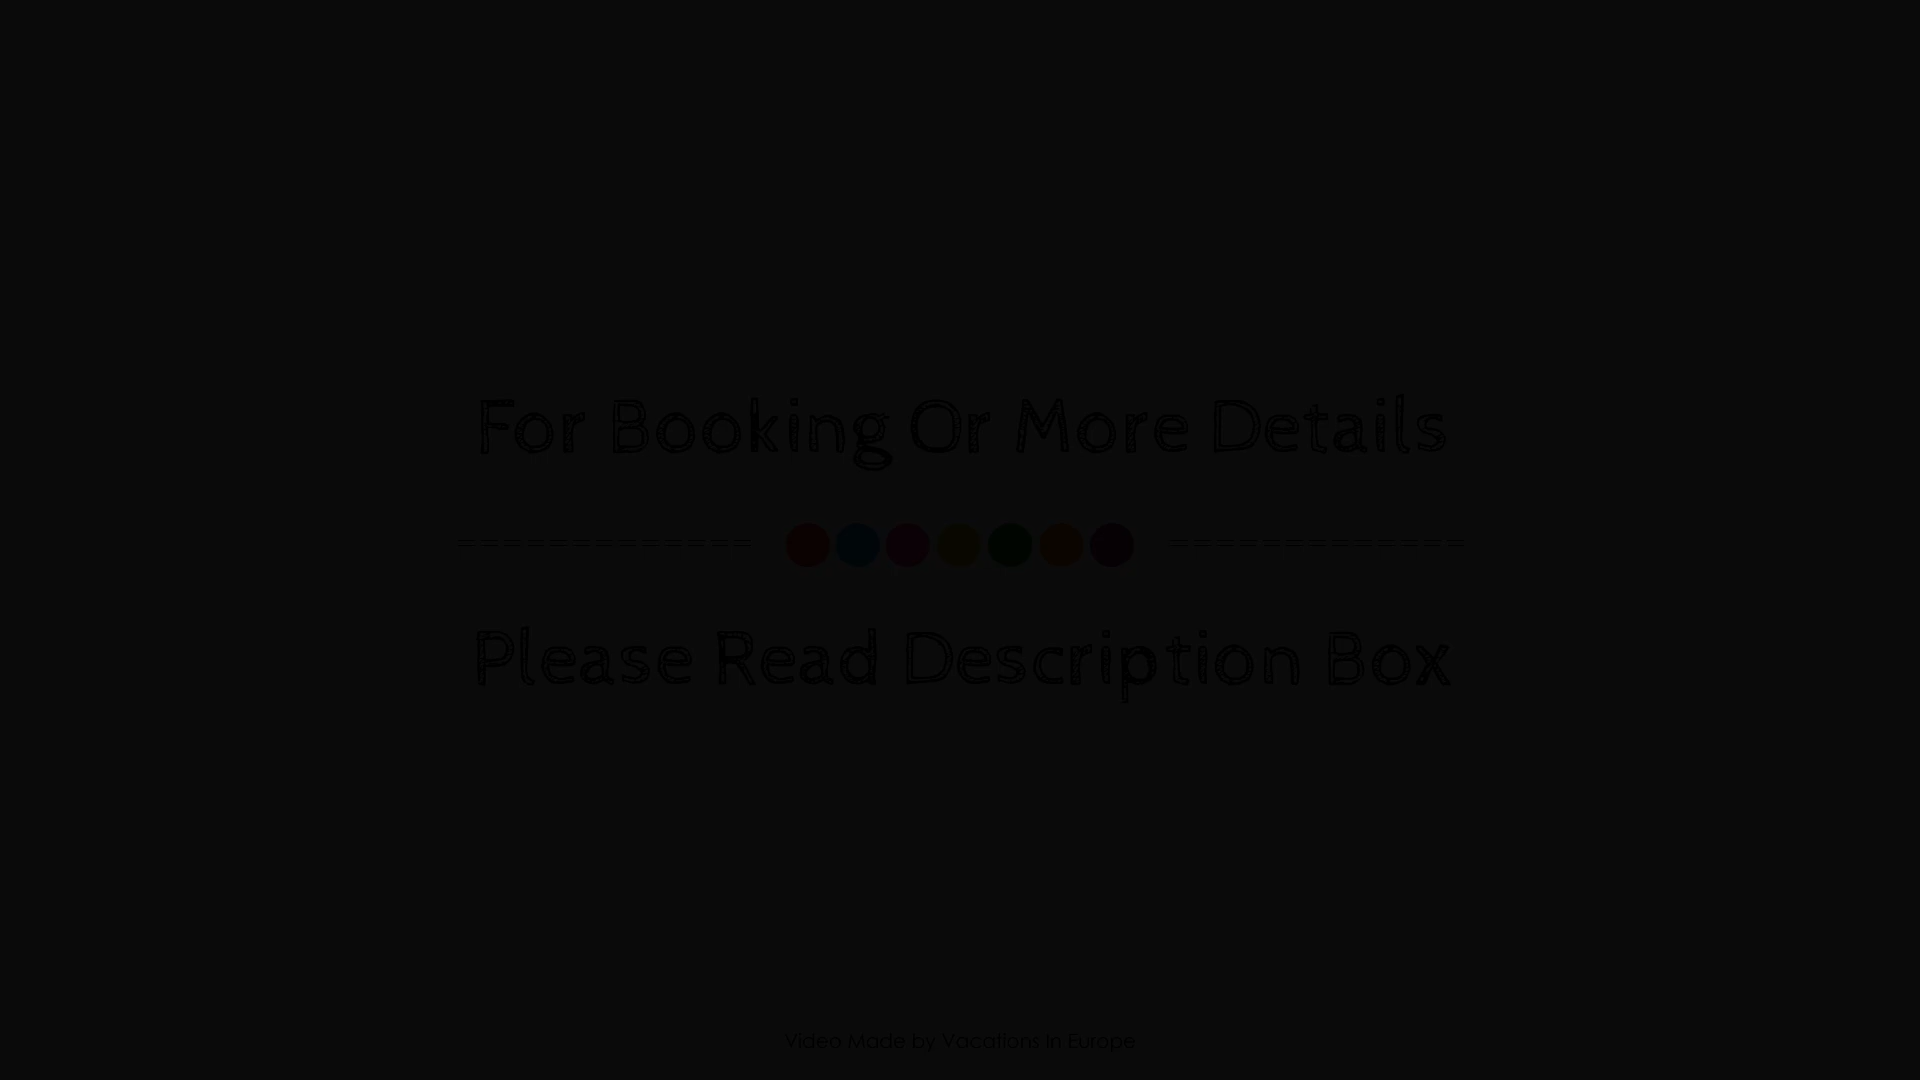 For Booking Or More Details
Please Read Description Box
Video Made by Vacations In Europe